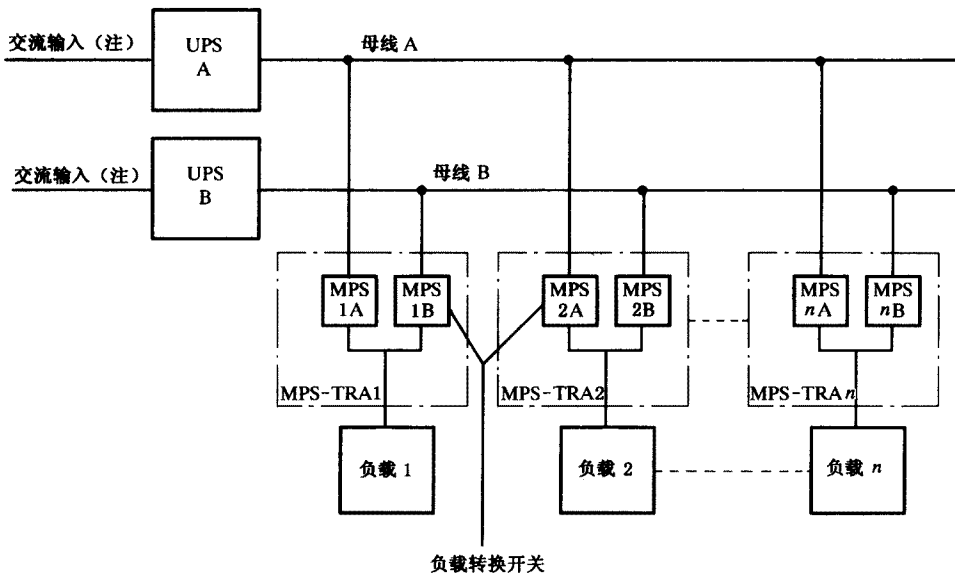 交流输入（注）
UPS
A
母线 A
交流输入（注）
UPS
B
母线 B
MPS
1A
MPS
1B
MPS
2A
MPS
2B
MPS
nA
MPS
nB
MPS-TRA1
MPS-TRA2
MPS-TRAn
负载 1
负载 2
负载 n
负载转换开关